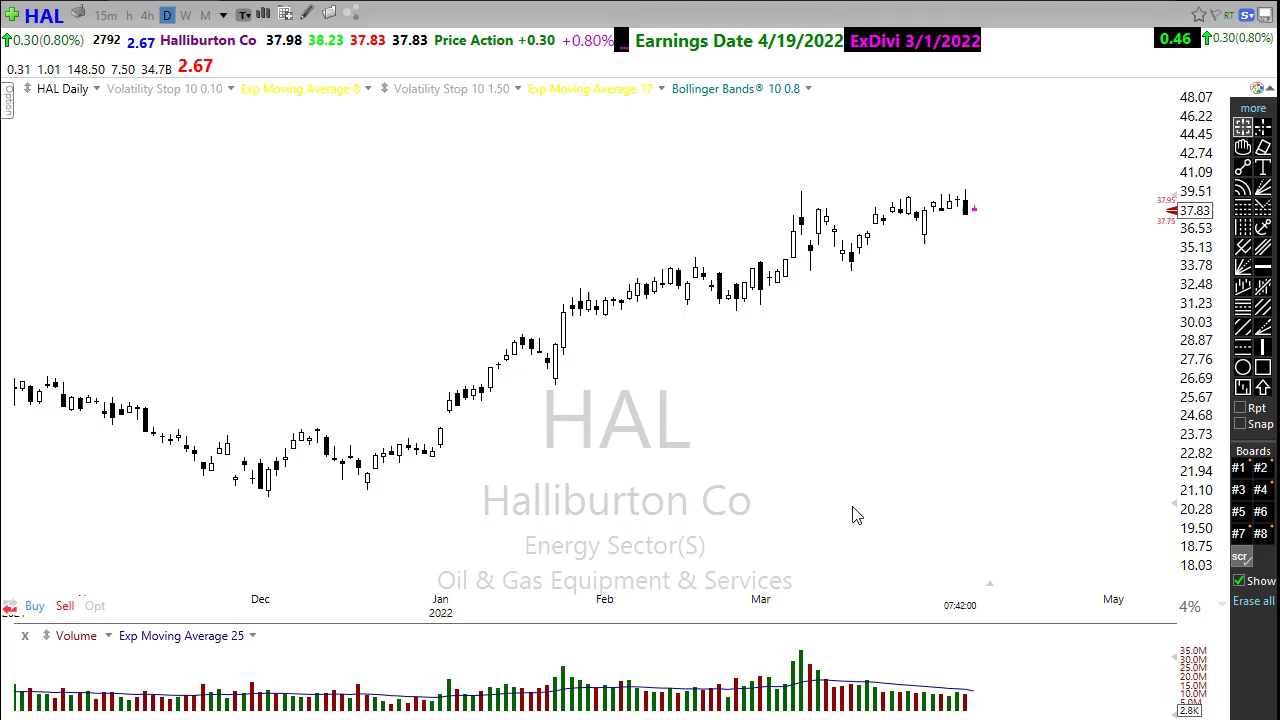 HAL 15m h 4h D W M T RT S
0.30(0.80%) 2792 2.67 Halliburton Co 37.98 38.23 37.83 37.83 Price Action +0.30 +0.80% ... Earnings Date 4/19/2022 ExDivi 3/1/2022 0.46 0.30(0.80%)
0.31 1.01 148.50 7.50 34.7B 2.67
Option
HAL Daily Volatility Stop 10 0.10 Exp Moving Average 8 Volatility Stop 10 1.50 Exp Moving Average 17 Bollinger Bands® 10 0.8
48.07
46.22
44.45
42.74
41.09
39.51
37.95
37.83
37.75
36.53
35.13
33.78
32.48
31.23
30.03
28.87
27.76
26.69
25.67
24.68
23.73
22.82
21.94
21.10
20.28
19.50
18.75
18.03
more
T
Rpt
Snap
Boards
#1 #2
#3 #4
#5 #6
#7 #8
scr
Show
Erase all
HAL
Halliburton Co
Energy Sector(S)
Oil & Gas Equipment & Services
Dec Jan Feb Mar May
2022 07:42:00
Buy Sell Opt 4%
x Volume Exp Moving Average 25
35.0M
30.0M
25.0M
20.0M
15.0M
10.0M
5.0M
2.8K